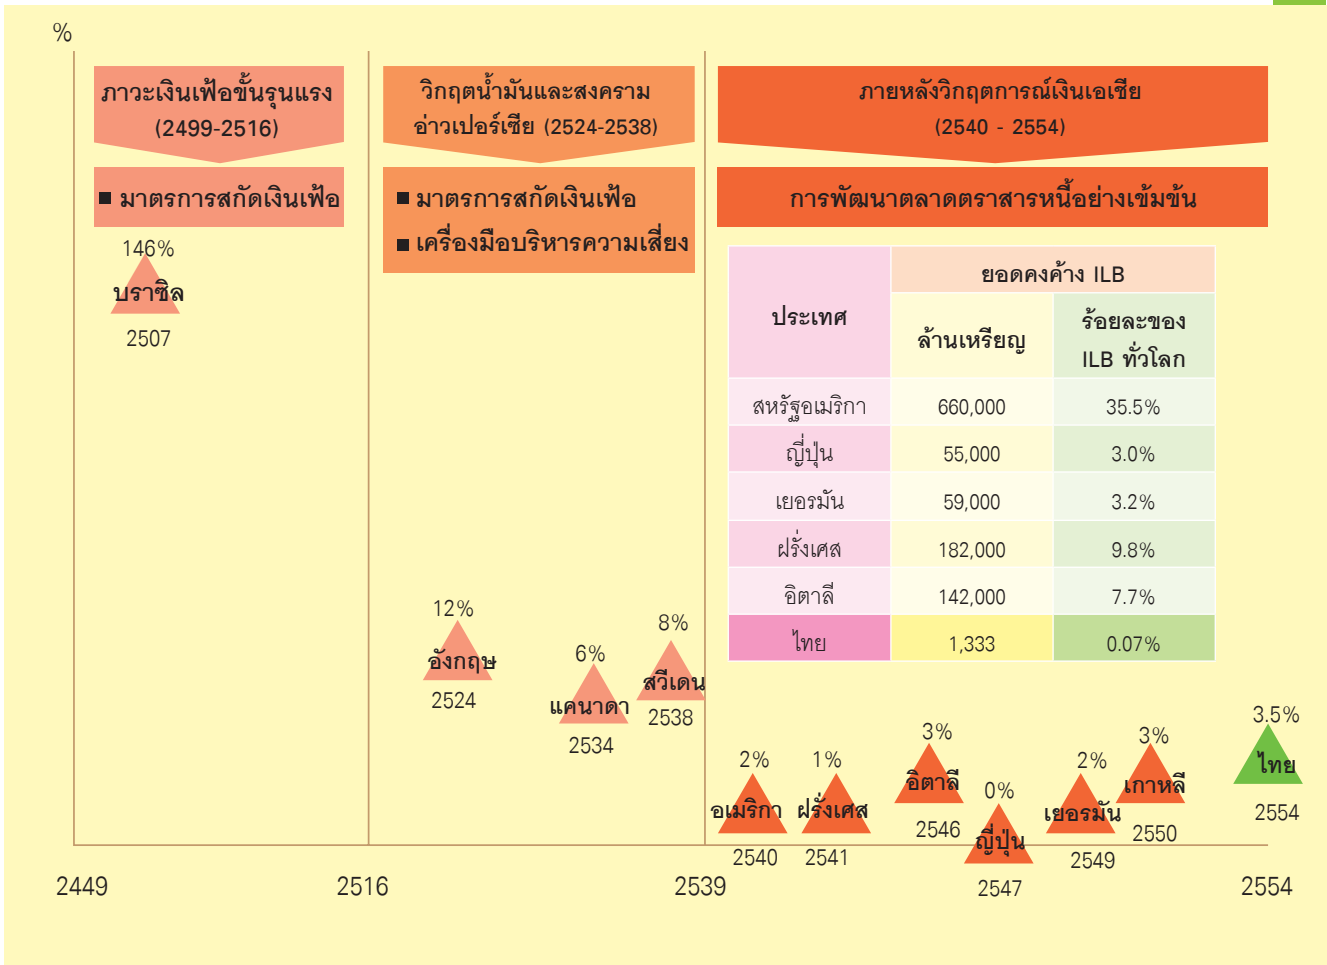 %
ภาวะเงินเฟ้อขั้นรุนแรง
(2499-2516)
■ มาตรการสกัดเงินเฟ้อ
วิกฤตน้ำมันและสงคราม
อ่าวเปอร์เซีย (2524-2538)
■ มาตรการสกัดเงินเฟ้อ
■ เครื่องมือบริหารความเสี่ยง
ภายหลังวิกฤตการณ์เงินเอเชีย
(2540 - 2554)
การพัฒนาตลาดตราสารหนี้อย่างเข้มข้น
ประเทศ
ยอดคงค้าง ILB
ล้านเหรียญ
ร้อยละของ
ILB ทั่วโลก
สหรัฐอเมริกา 660,000 35.5%
ญี่ปุ่น 55,000 3.0%
เยอรมัน 59,000 3.2%
ฝรั่งเศส 182,000 9.8%
อิตาลี 142,000 7.7%
ไทย 1,333 0.07%
146%
บราซิล
2507
12%
อังกฤษ
2524
6%
แคนาดา
2534
8%
สวีเดน
2538
2%
อเมริกา
2540
1%
ฝรั่งเศส
2541
3%
อิตาลี
2546
0%
ญี่ปุ่น
2547
2%
เยอรมัน
2549
3%
เกาหลี
2550
3.5%
ไทย
2554
2449 2516 2539 2554